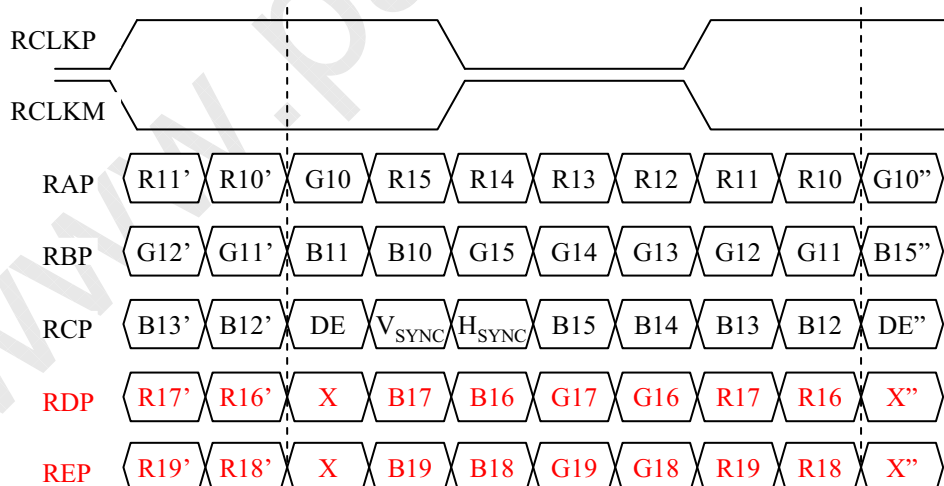 www.pa
RCLKP
RCLKM
RAP R11’ R10’ G10 R15 R14 R13 R12 R11 R10 G10”
RBP G12’ G11’ B11 B10 G15 G14 G13 G12 G11 B15”
RCP B13’ B12’ DE VSYNC HSYNC B15 B14 B13 B12 DE”
RDP R17’ R16’ X B17 B16 G17 G16 R17 R16 X”
REP R19’ R18’ X B19 B18 G19 G18 R19 R18 X”